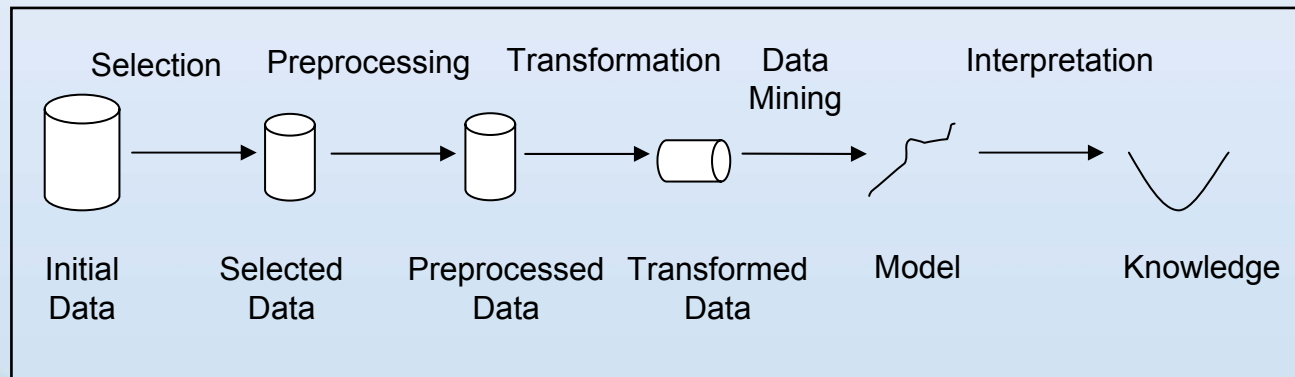 Selection
Preprocessing
Transformation
Data
Mining
Interpretation
Initial
Data
Selected
Data
Preprocessed
Data
Transformed
Data
Model
Knowledge